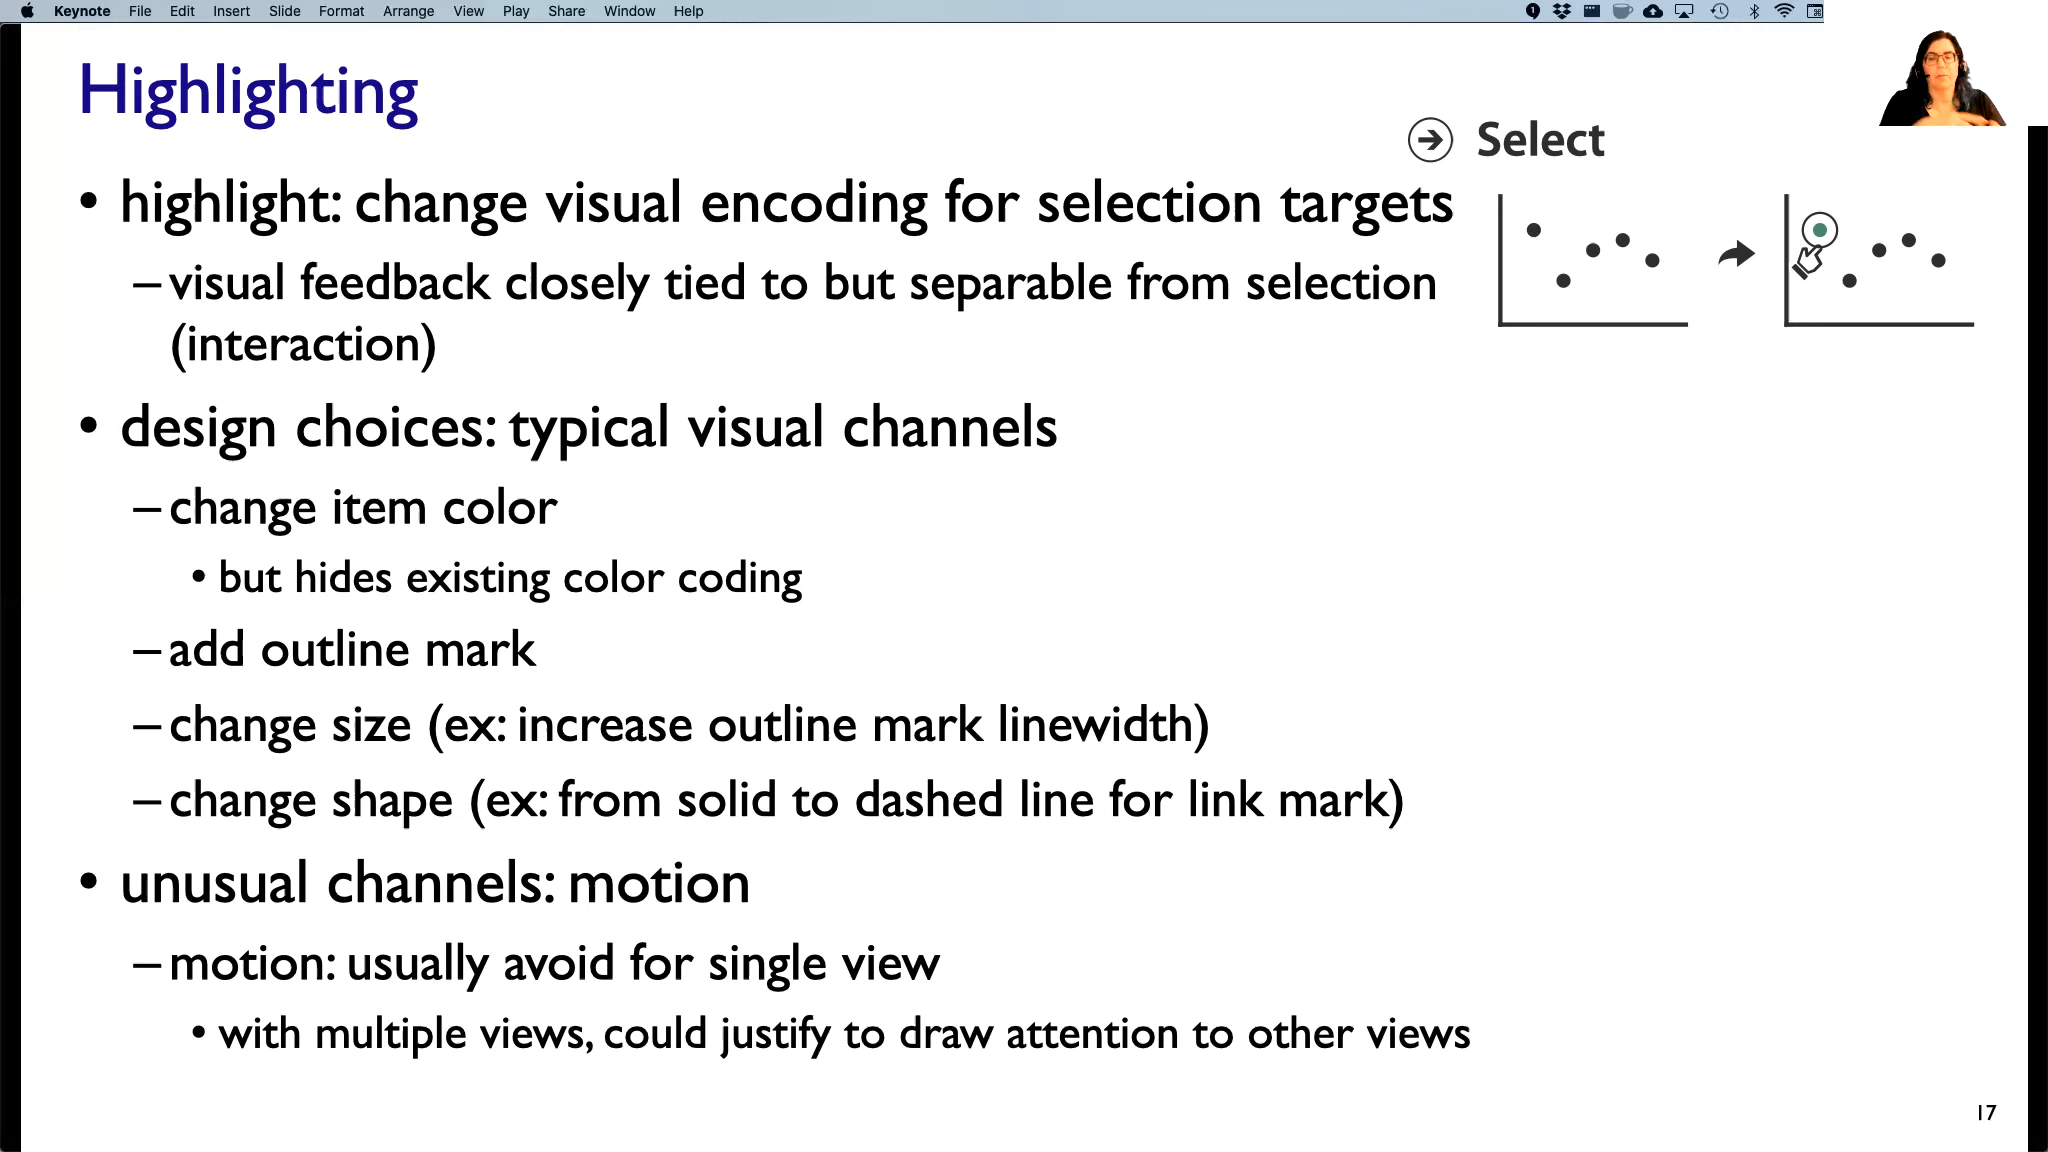 Keynote File Edit Insert Slide Format Arrange View Play Share Window Help
Highlighting
Select
• highlight: change visual encoding for selection targets
–visual feedback closely tied to but separable from selection
(interaction)
• design choices: typical visual channels
–change item color
• but hides existing color coding
–add outline mark
–change size (ex: increase outline mark linewidth)
–change shape (ex: from solid to dashed line for link mark)
• unusual channels: motion
–motion: usually avoid for single view
• with multiple views, could justify to draw attention to other views
17